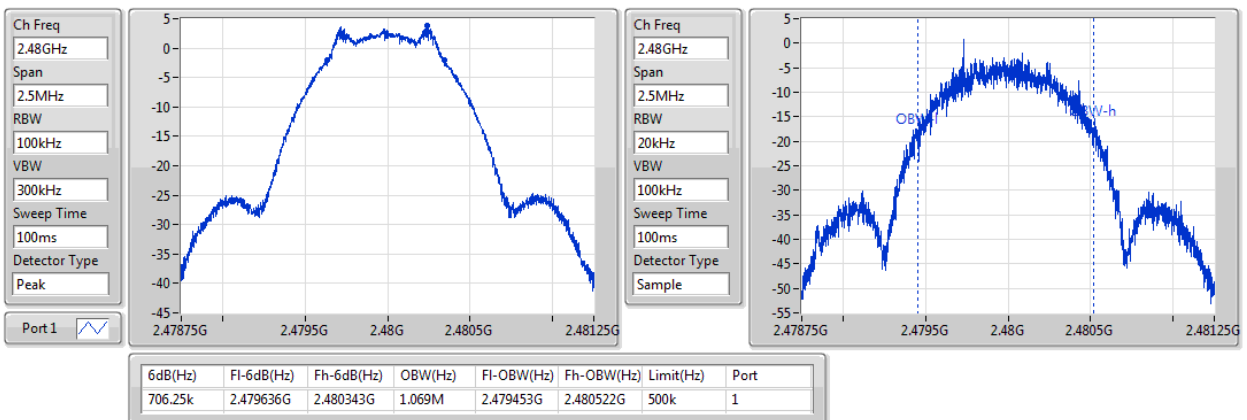 Ch Freq
2.48GHz
Span
2.5MHz
RBW
100kHz
VBW
300kHz
Sweep Time
100ms
Detector Type
Peak
Port 1
5
0
-5
-10
-15
-20
-25
-30
-35
-40
-45
2.47875G 2.4795G 2.48G 2.4805G 2.48125G
Ch Freq
2.48GHz
Span
2.5MHz
RBW
20kHz
VBW
100kHz
Sweep Time
100ms
Detector Type
Sample
5
0
-5
-10
-15
-20
-25
-30
-35
-40
-45
-50
-55
2.47875G 2.4795G 2.48G 2.4805G 2.48125G
6dB(Hz) Fl-6dB(Hz) Fh-6dB(Hz) OBW(Hz) Fl-OBW(Hz) Fh-OBW(Hz) Limit(Hz) Port
706.25k 2.479636G 2.480343G 1.069M 2.479453G 2.480522G 500k 1